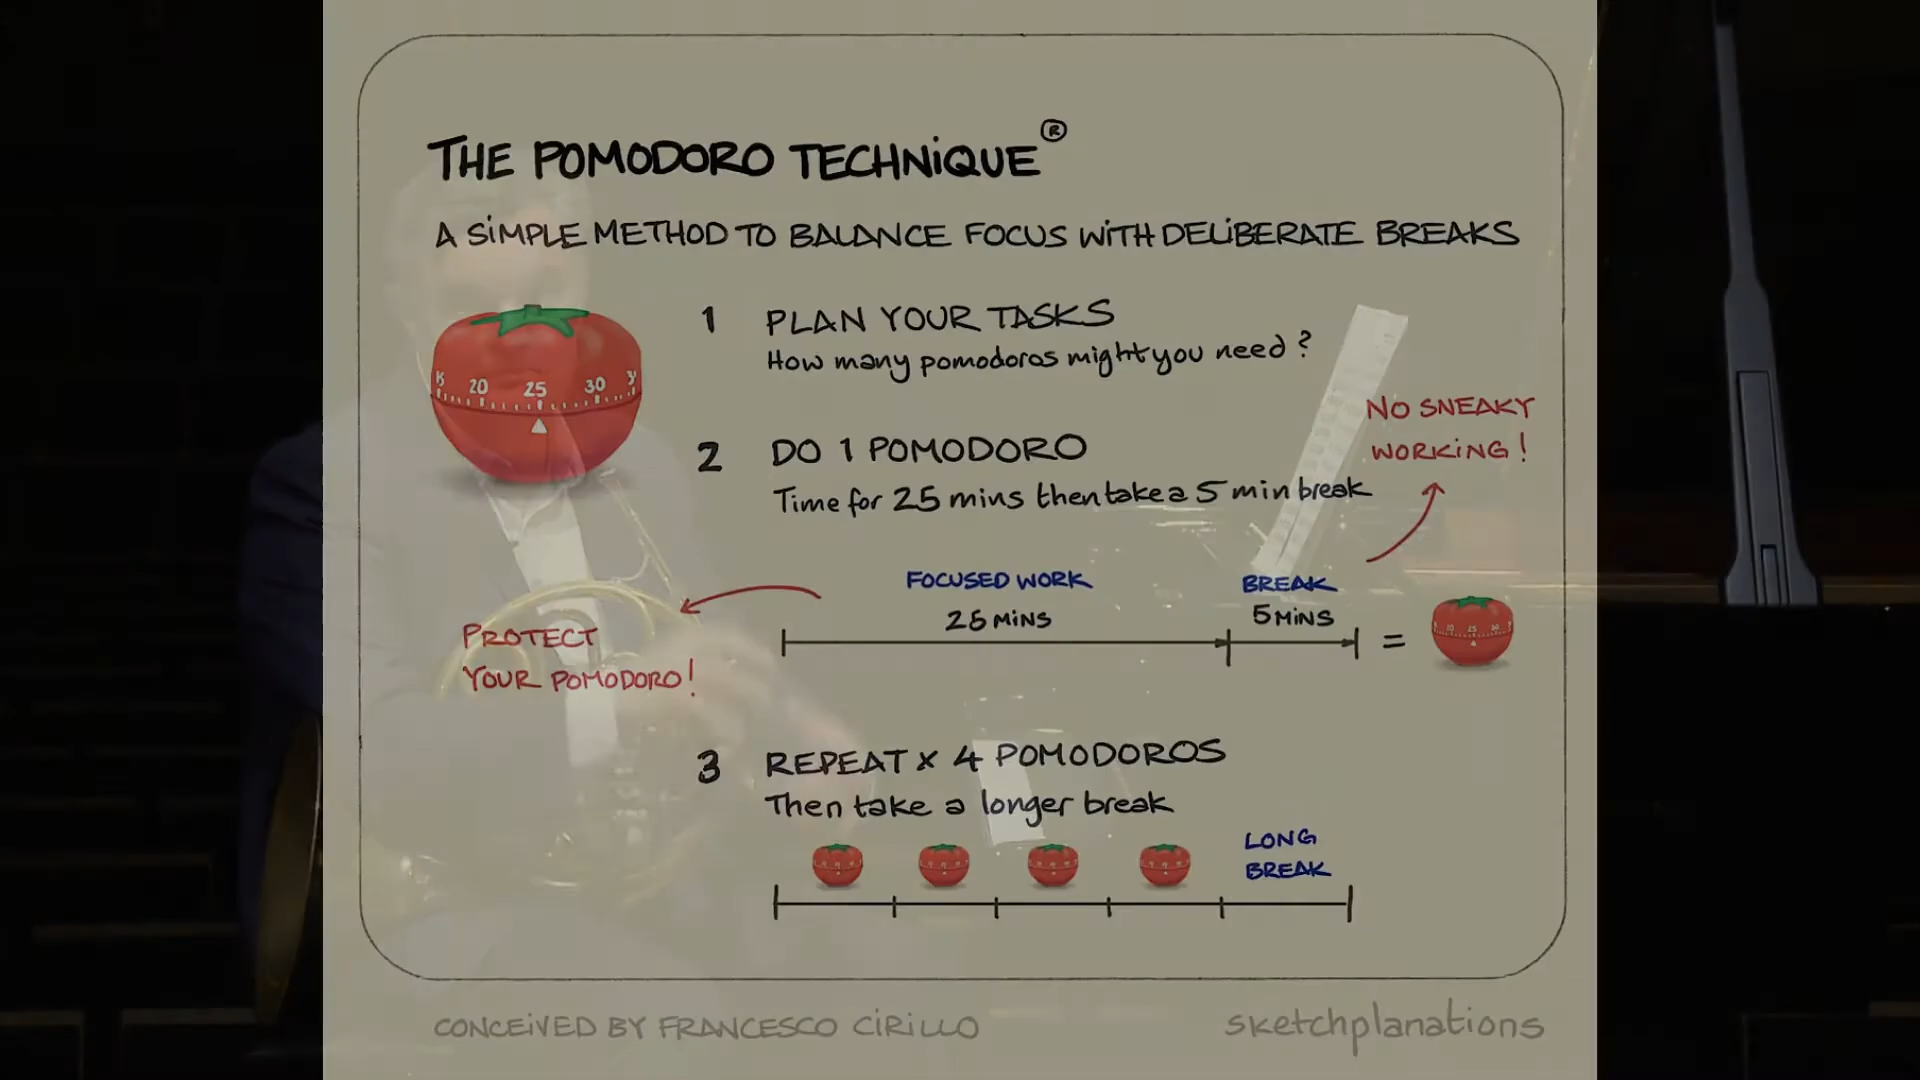 THE POMODORO TECHNIQUE®
A SIMPLE METHOD TO BALANCE FOCUS WITH DELIBERATE BREAKS
20 25 30
1 PLAN YOUR TASKS
How many pomodoros might you need?
NO SNEAKY
WORKING!
2 DO 1 POMODORO
Time for 25 mins then take a 5 min break
FOCUSED WORK
25 MINS
BREAK
5 MINS
=
PROTECT
YOUR POMODORO!
3 REPEAT x 4 POMODOROS
Then take a longer break
LONG
BREAK
CONCEIVED BY FRANCESCO CIRILLO
sketchplanations